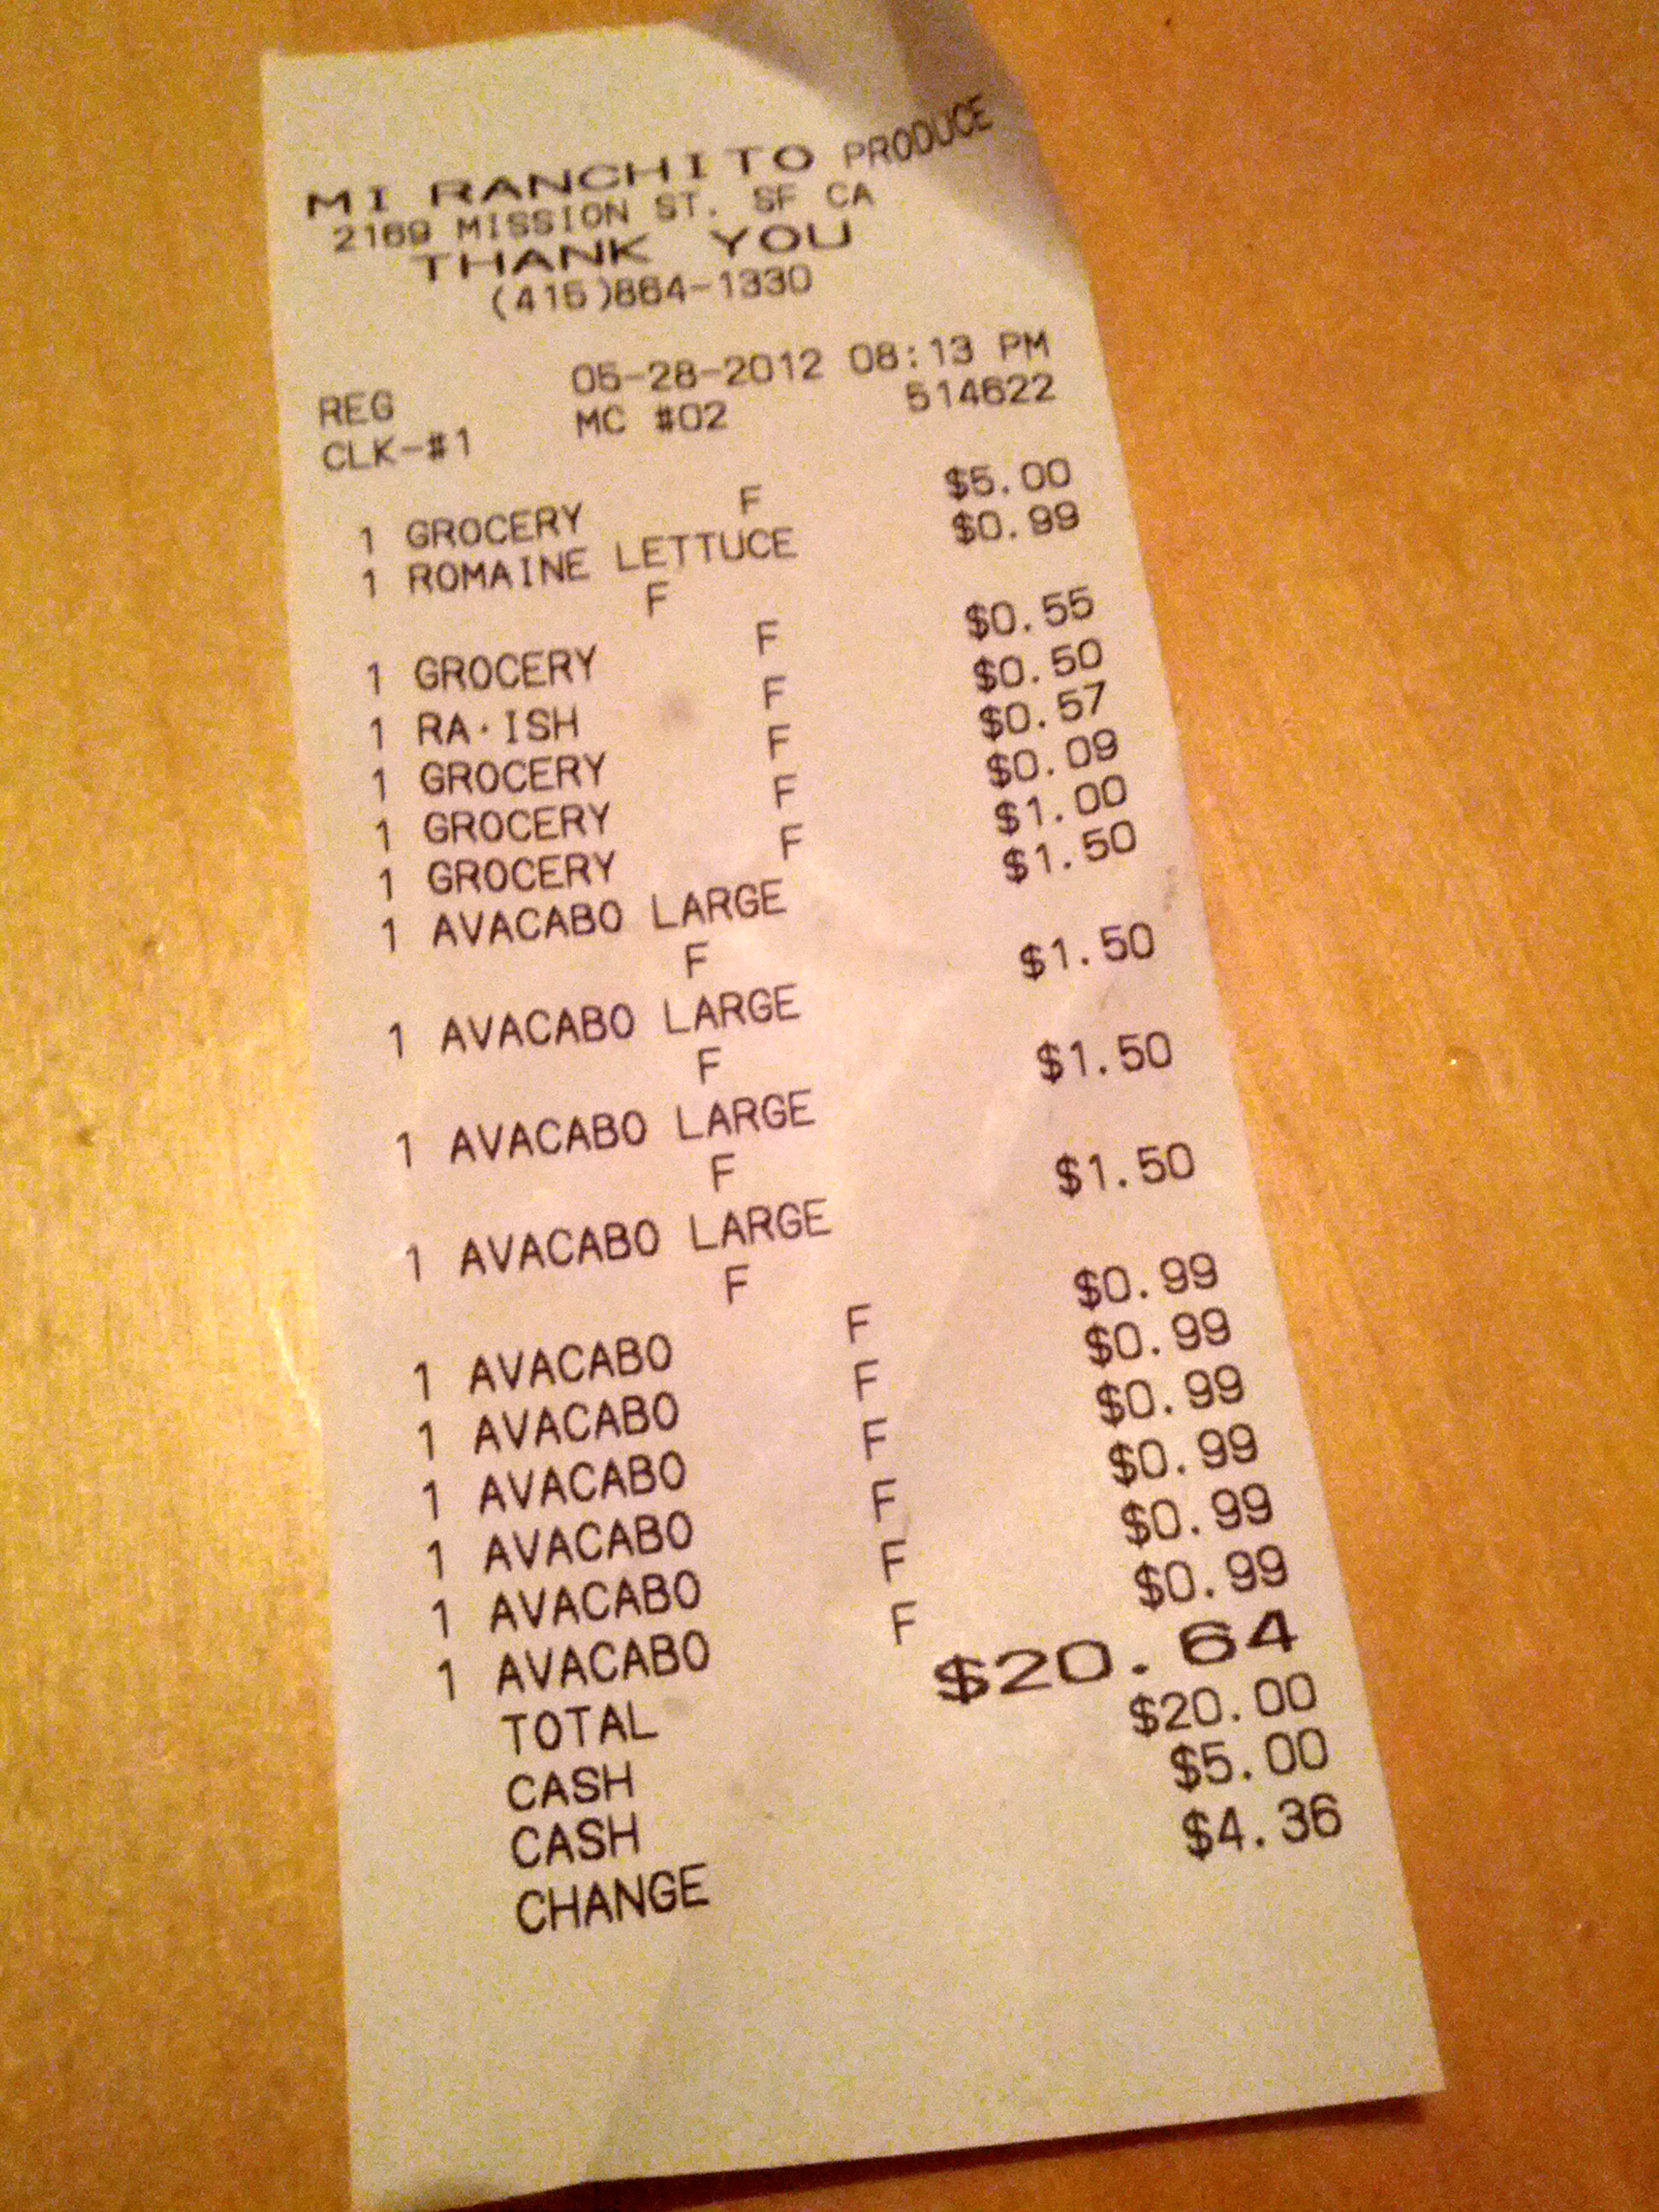 MI RANCHITO PRODUCE
2169 MISSION ST. SF CA
THANK YOU
(415)864-1330
REG 05-28-2012 08:13 PM
CLK-#1 MC #02 514622
1 GROCERY F $5.00
1 ROMAINE LETTUCE $0.99
F
1 GROCERY F $0.55
1 RA·ISH F $0.50
1 GROCERY F $0.57
1 GROCERY F $0.09
1 GROCERY F $1.00
1 AVACABO LARGE $1.50
F
1 AVACABO LARGE $1.50
F
1 AVACABO LARGE $1.50
F
1 AVACABO LARGE $1.50
F
1 AVACABO F $0.99
1 AVACABO F $0.99
1 AVACABO F $0.99
1 AVACABO F $0.99
1 AVACABO F $0.99
1 AVACABO F $0.99
TOTAL $20.64
CASH $20.00
CASH $5.00
CHANGE $4.36